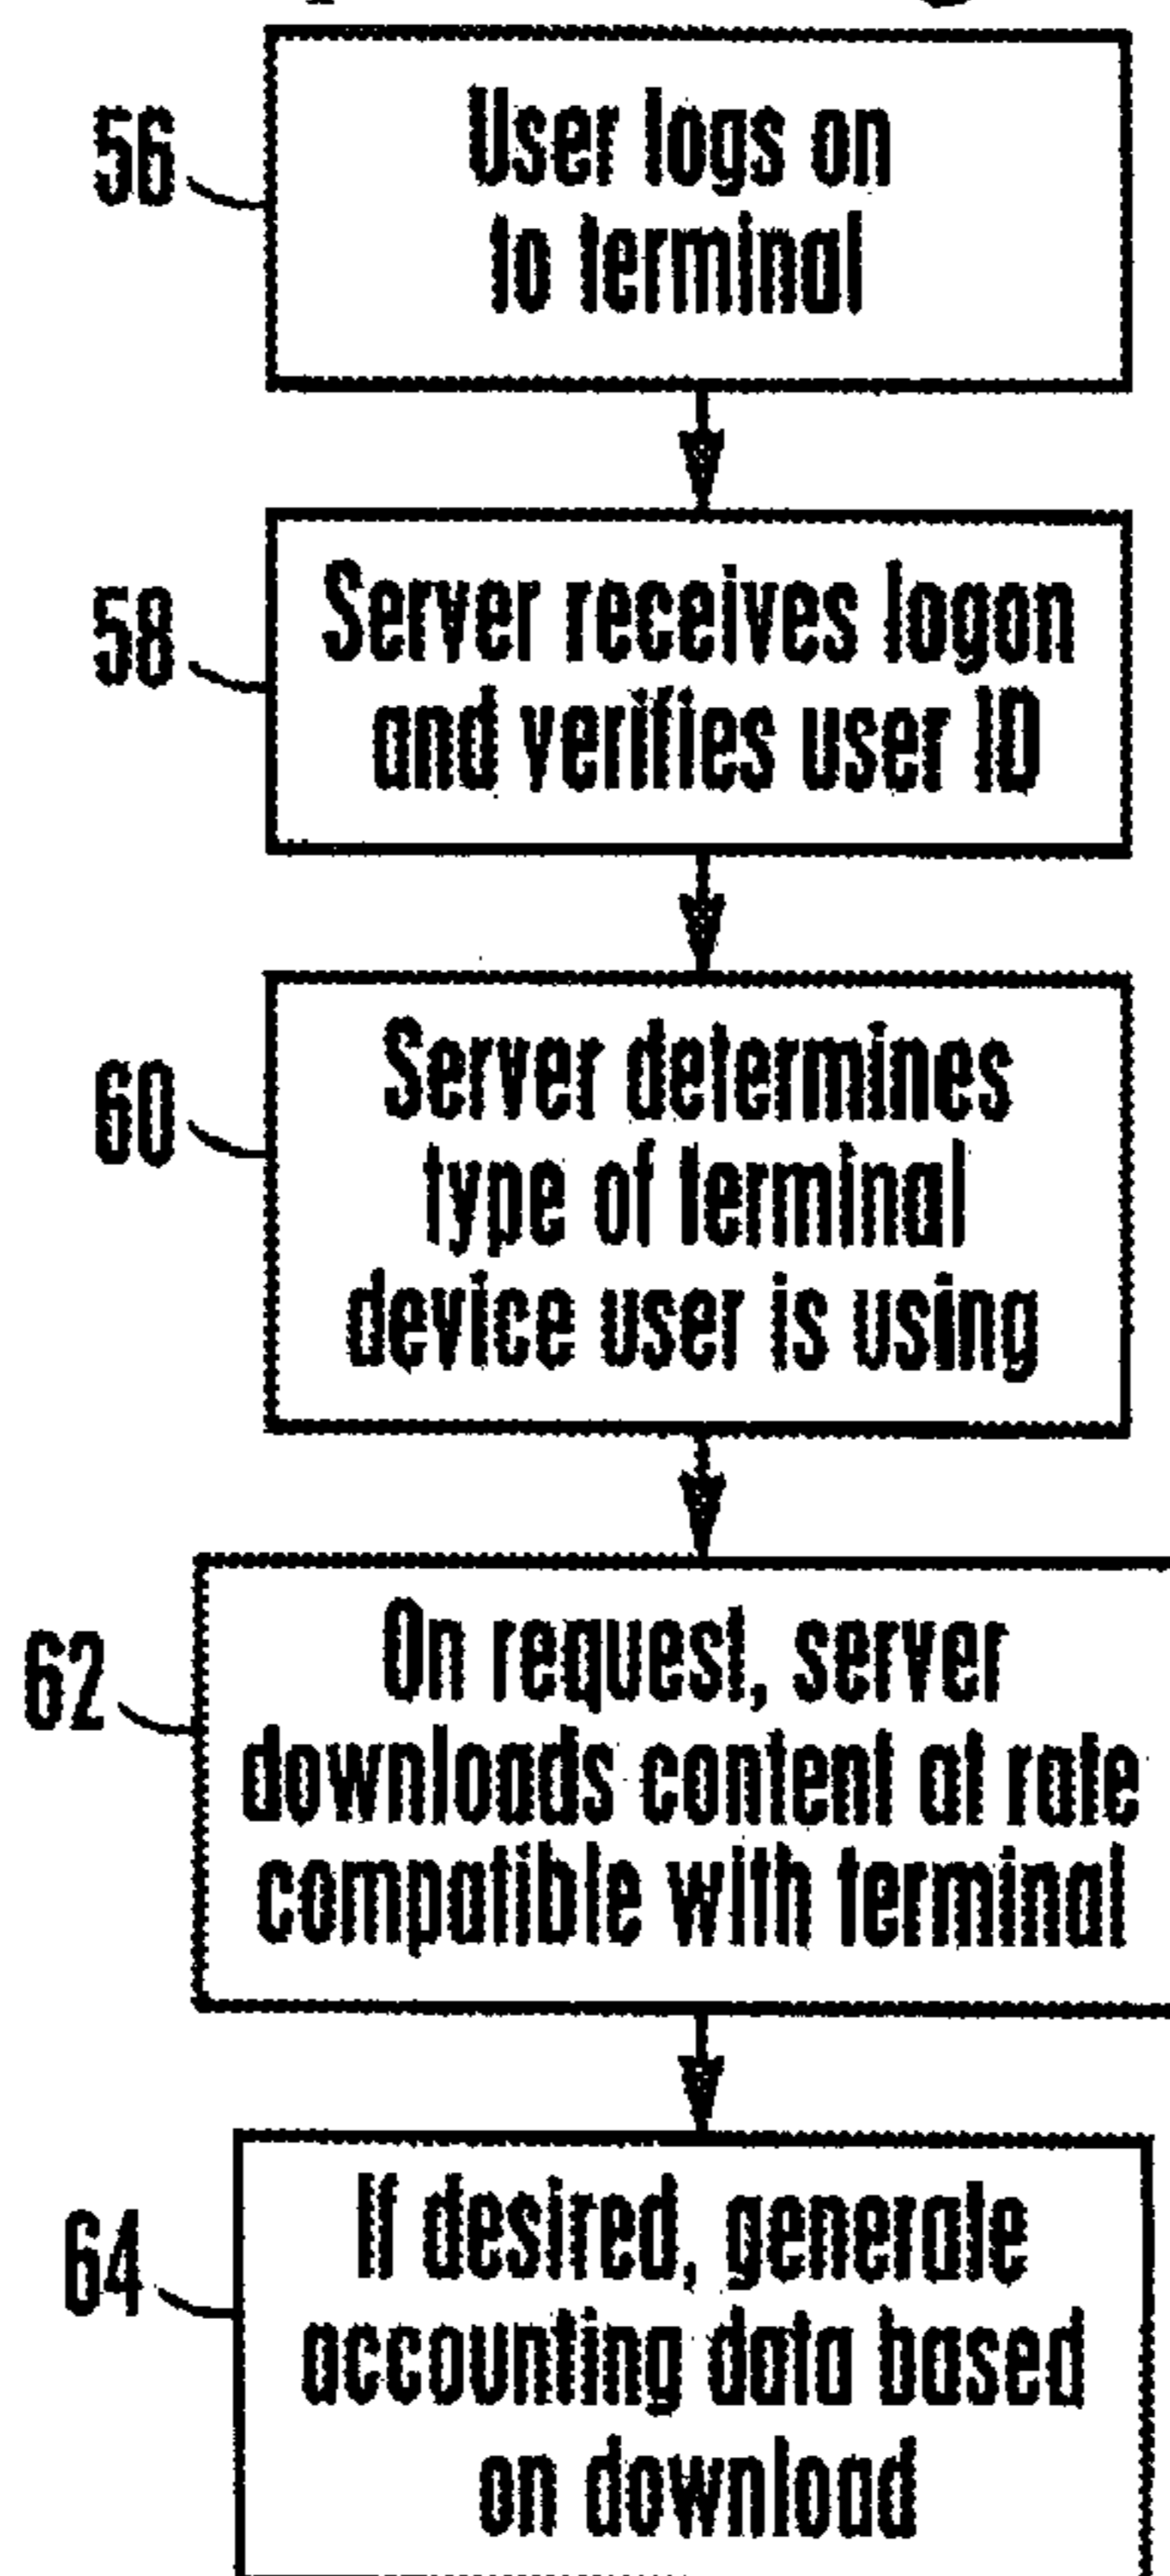 56
User logs on
to terminal
58
Server receives logon
and verifies user ID
60
Server determines
type of terminal
device user is using
62
On request, server
downloads content at rate
compatible with terminal
64
If desired, generate
accounting data based
on download